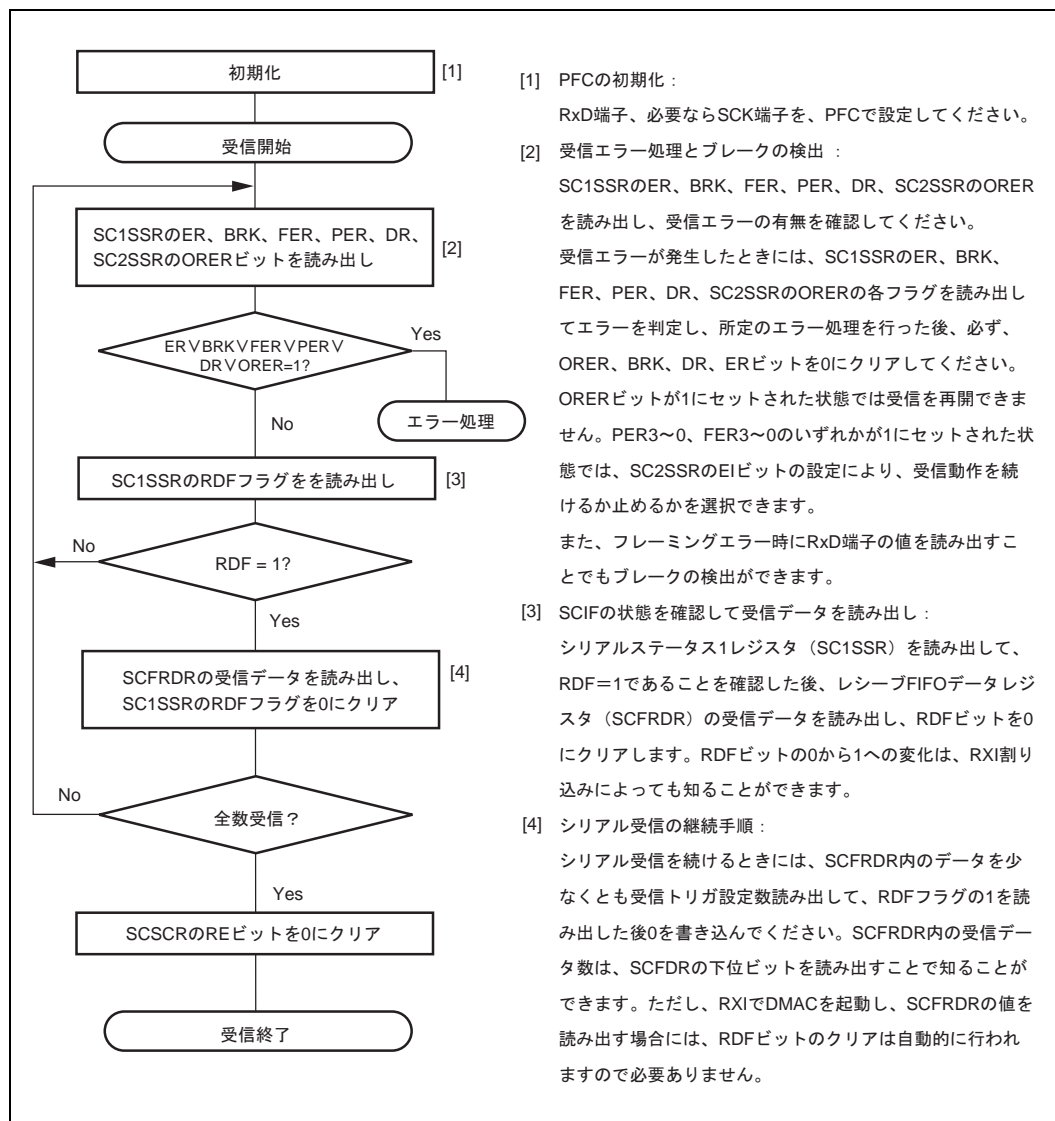 初期化
[1]
受信開始
SC1SSRのER、BRK、FER、PER、DR、
SC2SSRのORERビットを読み出し
[2]
ER∨BRK∨FER∨PER∨
DR∨ORER=1?
Yes
エラー処理
No
SC1SSRのRDFフラグをを読み出し
[3]
No
RDF = 1?
Yes
SCFRDRの受信データを読み出し、
SC1SSRのRDFフラグを0にクリア
[4]
No
全数受信？
Yes
SCSCRのREビットを0にクリア
受信終了
[1] PFCの初期化：
RxD端子、必要ならSCK端子を、PFCで設定してください。
[2] 受信エラー処理とブレークの検出 ：
SC1SSRのER、BRK、FER、PER、DR、SC2SSRのORER
を読み出し、受信エラーの有無を確認してください。
受信エラーが発生したときには、SC1SSRのER、BRK、
FER、PER、DR、SC2SSRのORERの各フラグを読み出し
てエラーを判定し、所定のエラー処理を行った後、必ず、
ORER、BRK、DR、ERビットを0にクリアしてください。
ORERビットが1にセットされた状態では受信を再開できま
せん。PER3～0、FER3～0のいずれかが1にセットされた状
態では、SC2SSRのEIビットの設定により、受信動作を続
けるか止めるかを選択できます。
また、フレーミングエラー時にRxD端子の値を読み出すこ
とでもブレークの検出ができます。
[3] SCIFの状態を確認して受信データを読み出し：
シリアルステータス1レジスタ（SC1SSR）を読み出して、
RDF＝1であることを確認した後、レシーブFIFOデータレジ
スタ（SCFRDR）の受信データを読み出し、RDFビットを0
にクリアします。RDFビットの0から1への変化は、RXI割り
込みによっても知ることができます。
[4] シリアル受信の継続手順：
シリアル受信を続けるときには、SCFRDR内のデータを少
なくとも受信トリガ設定数読み出して、RDFフラグの1を読
み出した後0を書き込んでください。SCFRDR内の受信デー
タ数は、SCFDRの下位ビットを読み出すことで知ることが
できます。ただし、RXIでDMACを起動し、SCFRDRの値を
読み出す場合には、RDFビットのクリアは自動的に行われ
ますので必要ありません。